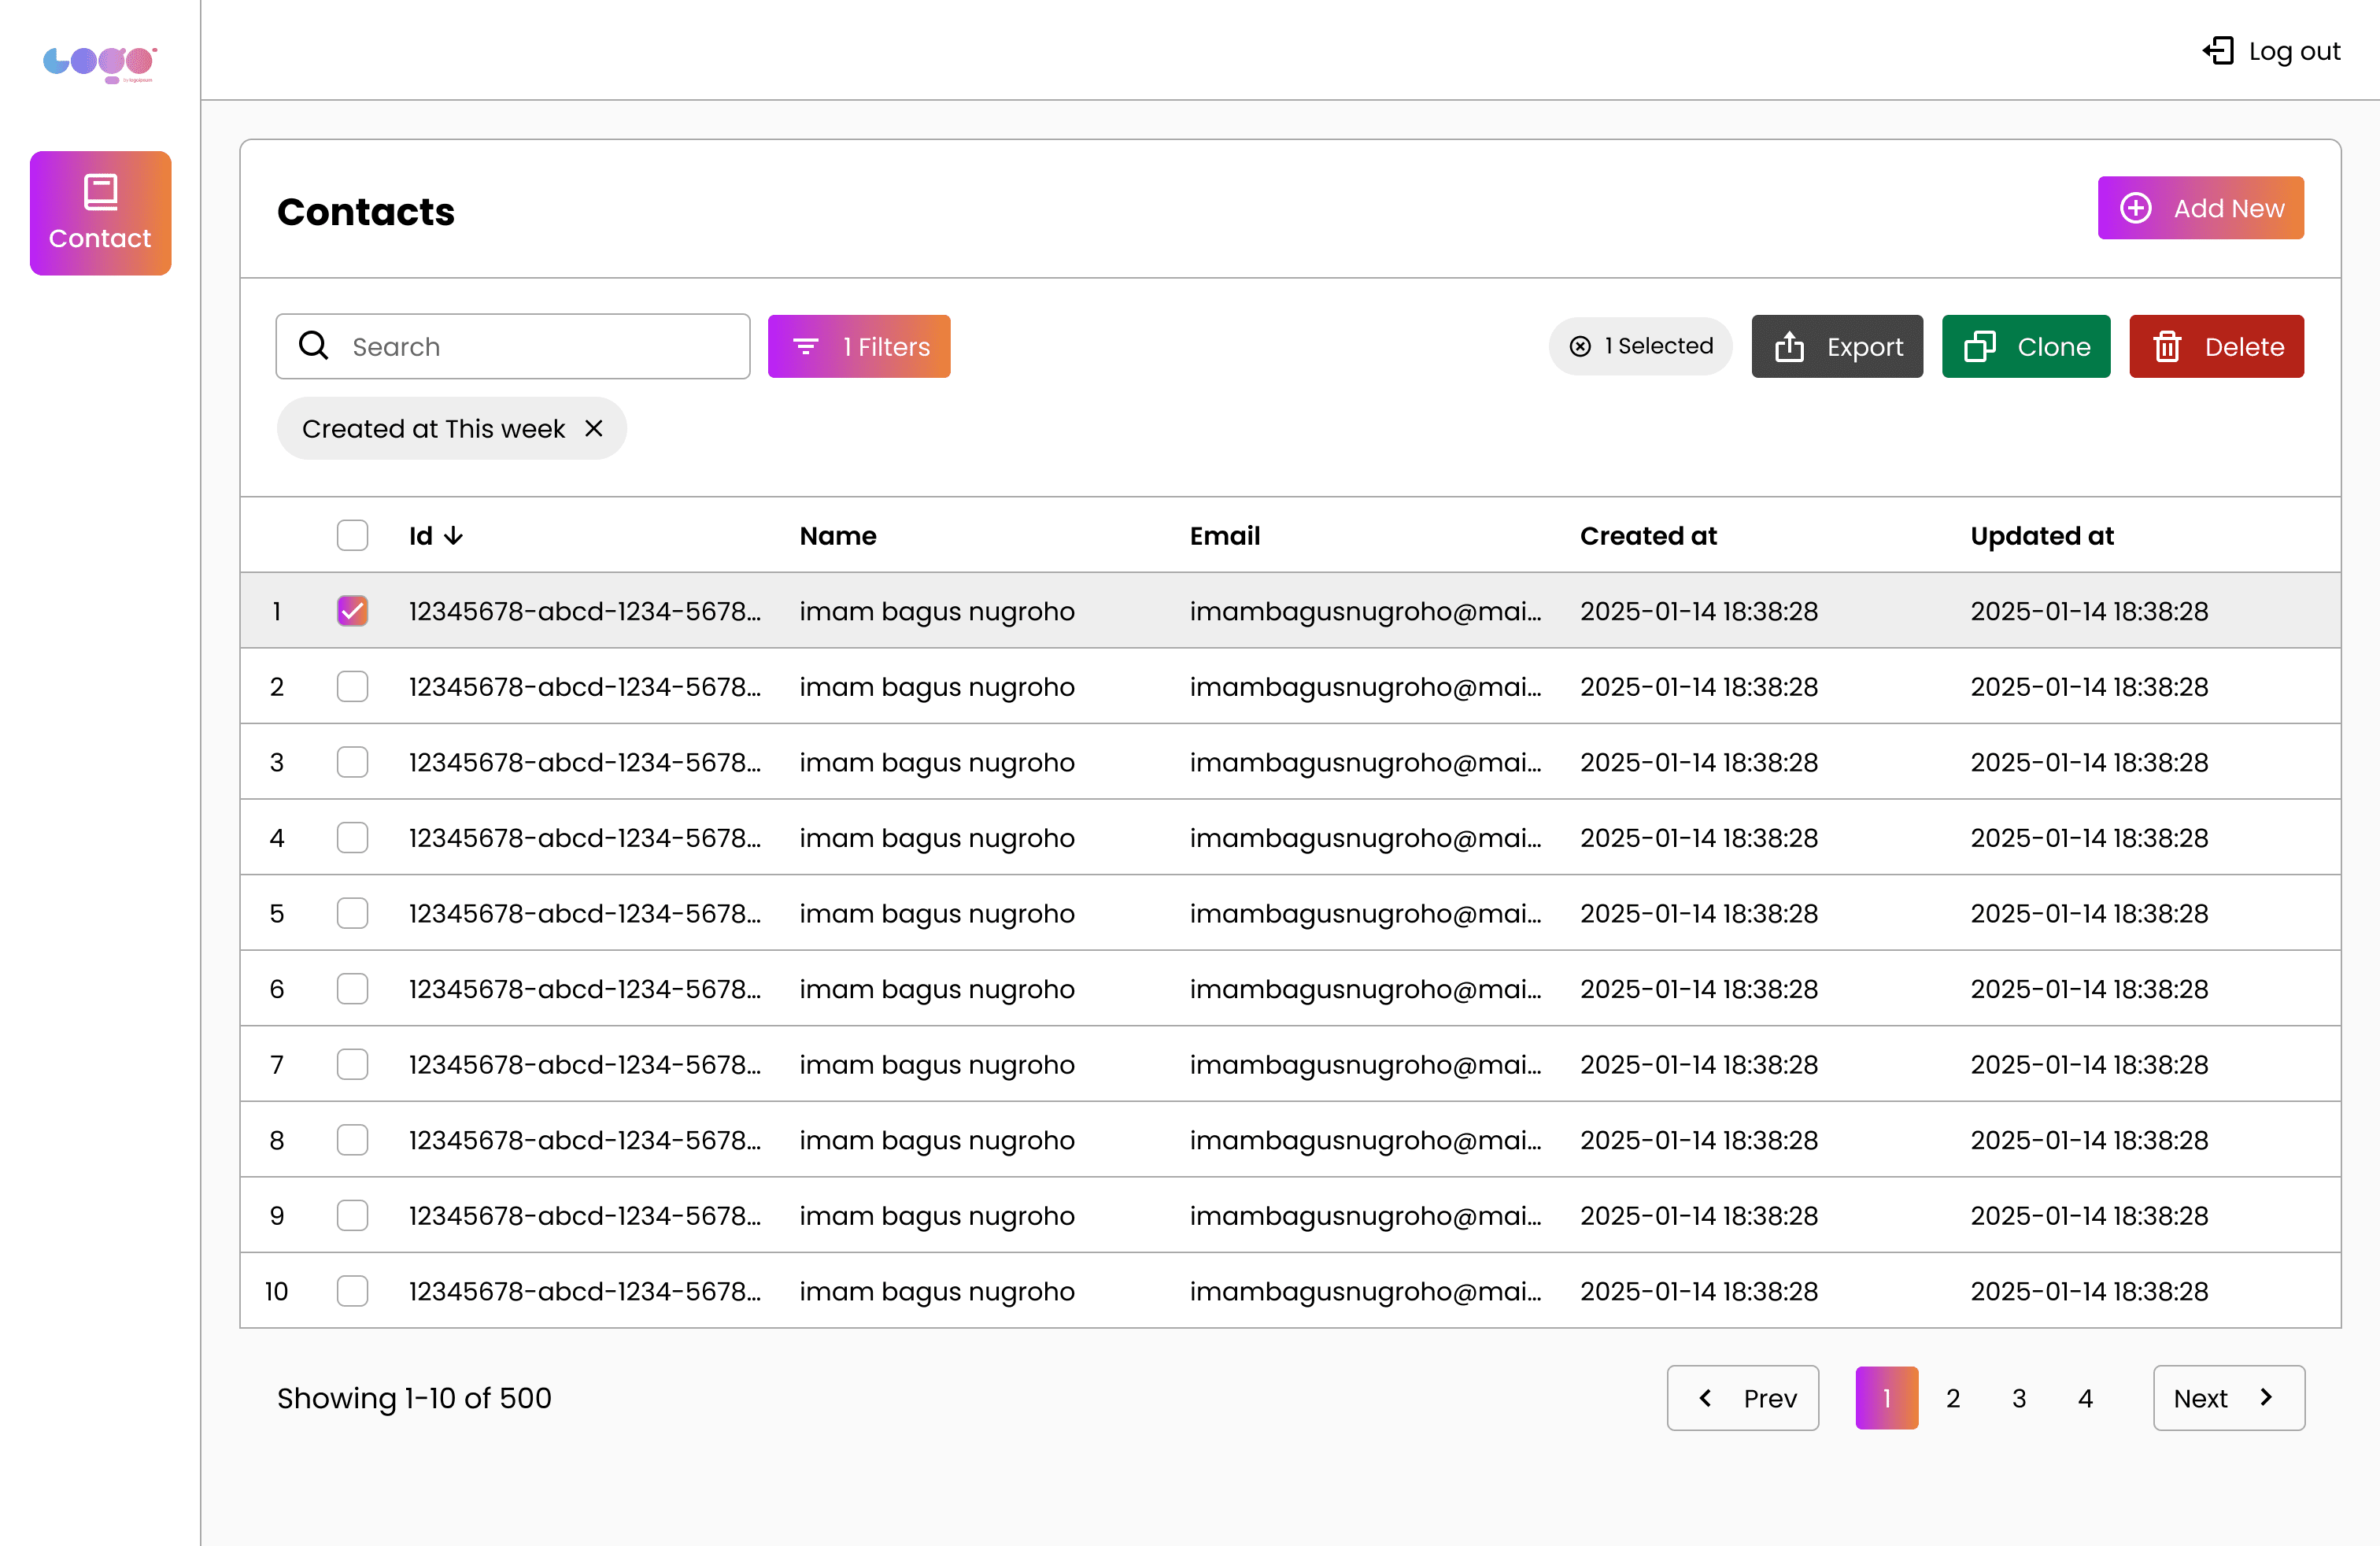 Logo
by logoipsum
Log out
Contact
Contacts
Add New
Search
1 Filters
1 Selected
Export
Clone
Delete
Created at This week
Id Name Email Created at Updated at
1 12345678-abcd-1234-5678... imam bagus nugroho imambagusnugroho@mai... 2025-01-14 18:38:28 2025-01-14 18:38:28
2 12345678-abcd-1234-5678... imam bagus nugroho imambagusnugroho@mai... 2025-01-14 18:38:28 2025-01-14 18:38:28
3 12345678-abcd-1234-5678... imam bagus nugroho imambagusnugroho@mai... 2025-01-14 18:38:28 2025-01-14 18:38:28
4 12345678-abcd-1234-5678... imam bagus nugroho imambagusnugroho@mai... 2025-01-14 18:38:28 2025-01-14 18:38:28
5 12345678-abcd-1234-5678... imam bagus nugroho imambagusnugroho@mai... 2025-01-14 18:38:28 2025-01-14 18:38:28
6 12345678-abcd-1234-5678... imam bagus nugroho imambagusnugroho@mai... 2025-01-14 18:38:28 2025-01-14 18:38:28
7 12345678-abcd-1234-5678... imam bagus nugroho imambagusnugroho@mai... 2025-01-14 18:38:28 2025-01-14 18:38:28
8 12345678-abcd-1234-5678... imam bagus nugroho imambagusnugroho@mai... 2025-01-14 18:38:28 2025-01-14 18:38:28
9 12345678-abcd-1234-5678... imam bagus nugroho imambagusnugroho@mai... 2025-01-14 18:38:28 2025-01-14 18:38:28
10 12345678-abcd-1234-5678... imam bagus nugroho imambagusnugroho@mai... 2025-01-14 18:38:28 2025-01-14 18:38:28
Showing 1-10 of 500
Prev 1 2 3 4 Next